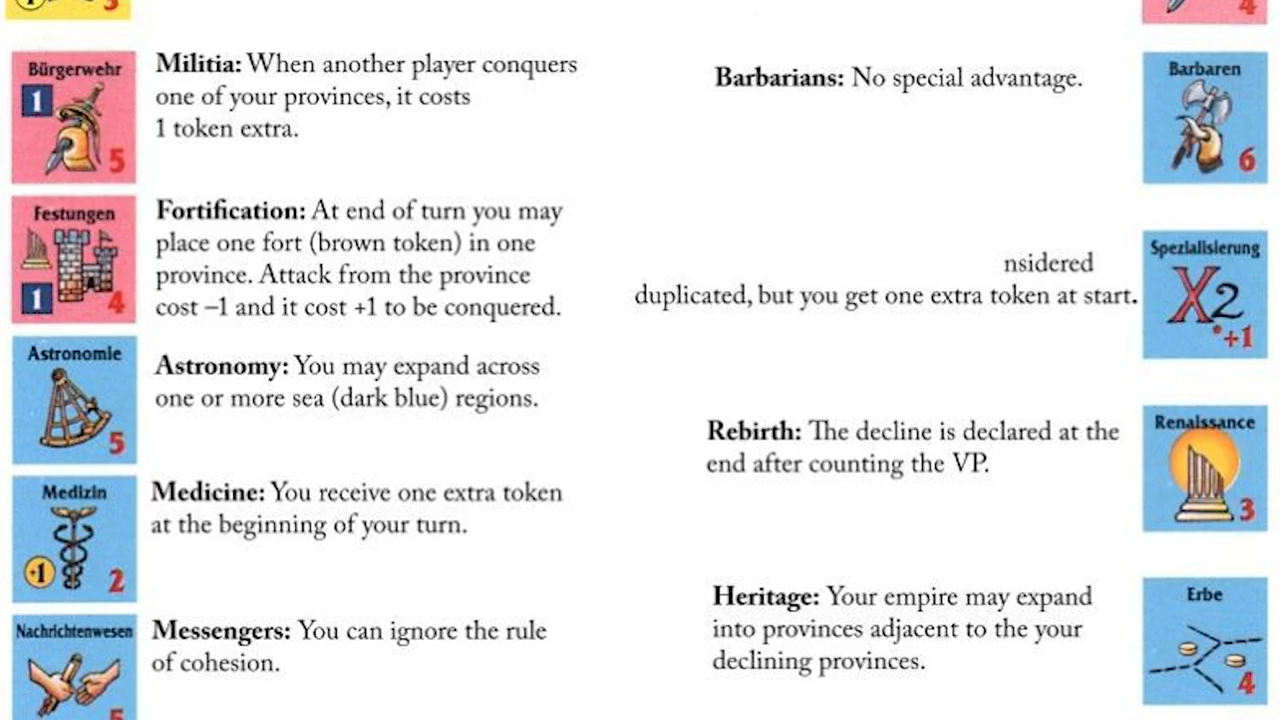 3
Bürgerwehr
1
5
Militia: When another player conquers
one of your provinces, it costs
1 token extra.
Festungen
1
4
Fortification: At end of turn you may
place one fort (brown token) in one
province. Attack from the province
cost –1 and it cost +1 to be conquered.
Astronomie
5
Astronomy: You may expand across
one or more sea (dark blue) regions.
Medizin
+1
2
Medicine: You receive one extra token
at the beginning of your turn.
Nachrichtenwesen
5
Messengers: You can ignore the rule
of cohesion.
4
Barbarians: No special advantage.
Barbaren
6
nsidered
duplicated, but you get one extra token at start.
Spezialisierung
X2
+1
Rebirth: The decline is declared at the
end after counting the VP.
Renaissance
3
Heritage: Your empire may expand
into provinces adjacent to the your
declining provinces.
Erbe
4